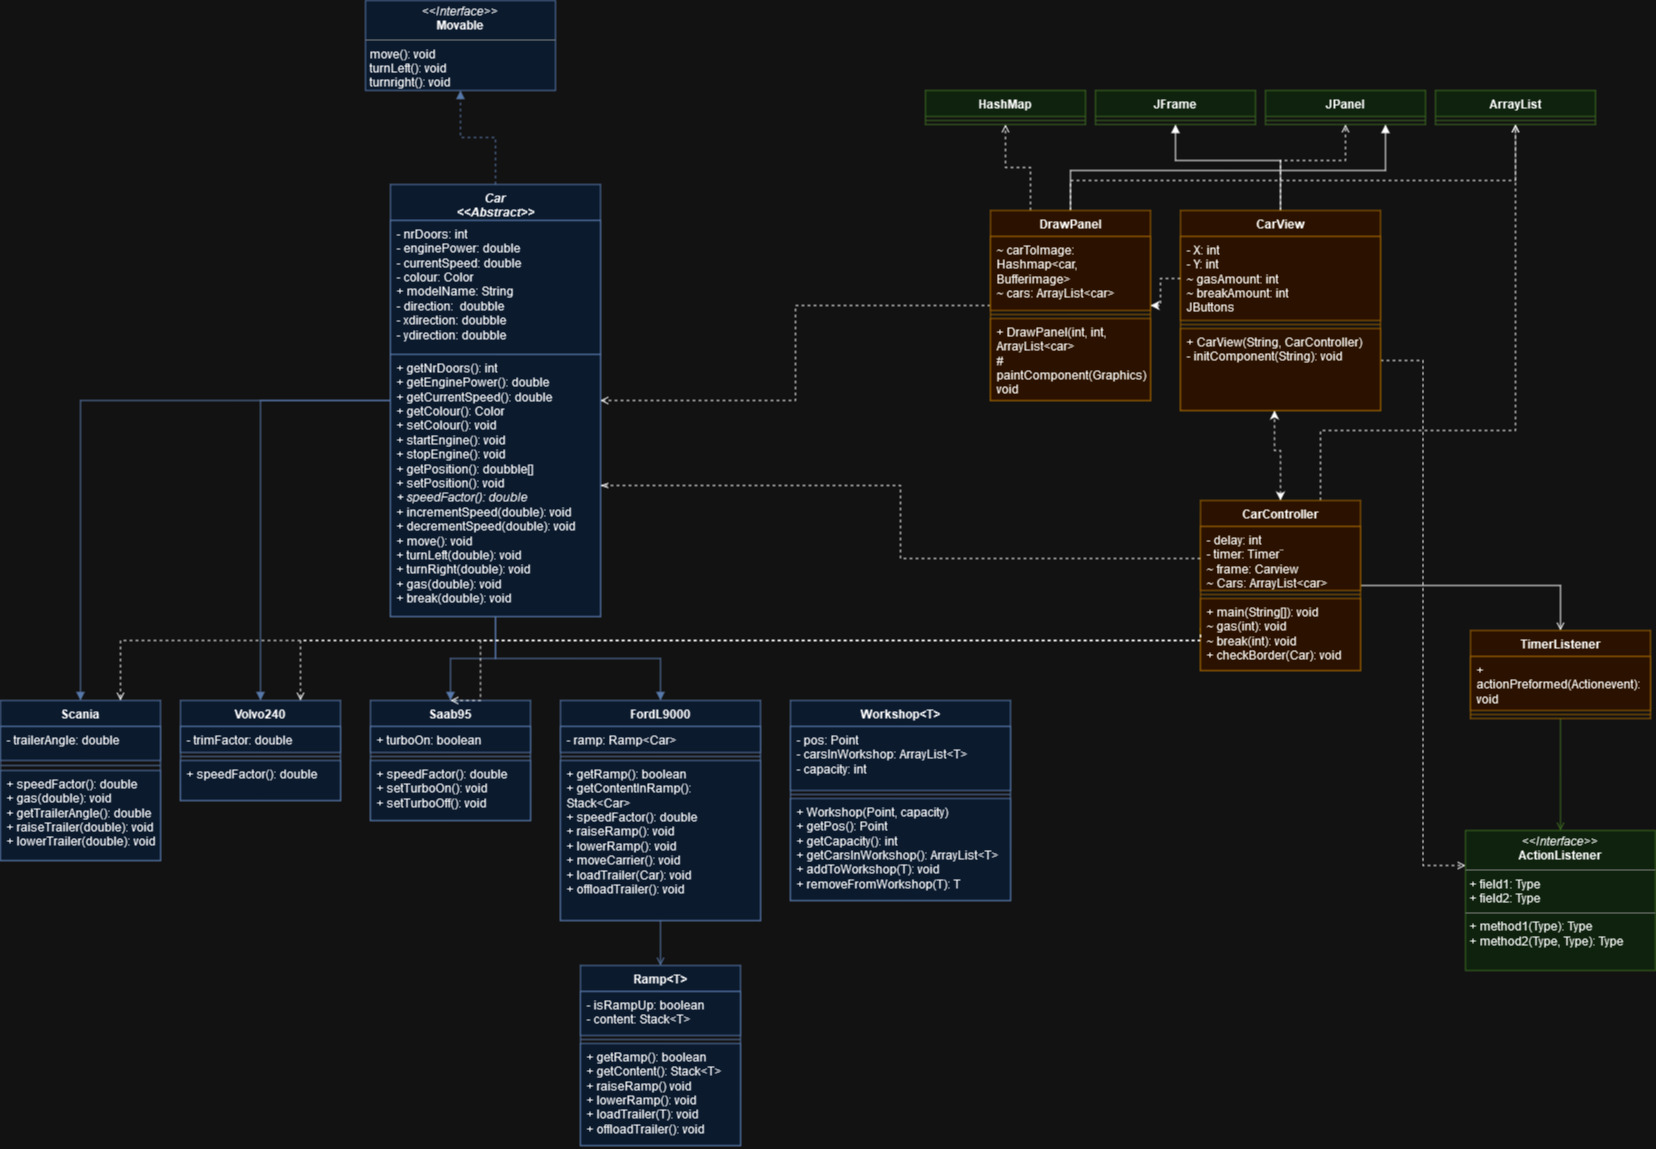 <<Interface>>
Movable
move(): void
turnLeft(): void
turnright(): void
HashMap
JFrame
JPanel
ArrayList
Car
<<Abstract>>
- nrDoors: int
- enginePower: double
- currentSpeed: double
- colour: Color
+ modelName: String
- direction: doubble
- xdirection: doubble
- ydirection: doubble
+ getNrDoors(): int
+ getEnginePower(): double
+ getCurrentSpeed(): double
+ getColour(): Color
+ setColour(): void
+ startEngine(): void
+ stopEngine(): void
+ getPosition(): doubble[]
+ setPosition(): void
+ speedFactor(): double
+ incrementSpeed(double): void
+ decrementSpeed(double): void
+ move(): void
+ turnLeft(double): void
+ turnRight(double): void
+ gas(double): void
+ break(double): void
DrawPanel
~ carToImage:
Hashmap<car,
Bufferimage>
~ cars: ArrayList<car>
+ DrawPanel(int, int,
ArrayList<car>
#
paintComponent(Graphics)
void
CarView
- X: int
- Y: int
~ gasAmount: int
~ breakAmount: int
JButtons
+ CarView(String, CarController)
- initComponent(String): void
CarController
- delay: int
- timer: Timer¨
~ frame: Carview
~ Cars: ArrayList<car>
+ main(String[]): void
~ gas(int): void
~ break(int): void
+ checkBorder(Car): void
TimerListener
+
actionPreformed(Actionevent):
void
Scania
- trailerAngle: double
+ speedFactor(): double
+ gas(double): void
+ getTrailerAngle(): double
+ raiseTrailer(double): void
+ lowerTrailer(double): void
Volvo240
- trimFactor: double
+ speedFactor(): double
Saab95
+ turboOn: boolean
+ speedFactor(): double
+ setTurboOn(): void
+ setTurboOff(): void
FordL9000
- ramp: Ramp<Car>
+ getRamp(): boolean
+ getContentInRamp():
Stack<Car>
+ speedFactor(): double
+ raiseRamp(): void
+ lowerRamp(): void
+ moveCarrier(): void
+ loadTrailer(Car): void
+ offloadTrailer(): void
Workshop<T>
- pos: Point
- carsInWorkshop: ArrayList<T>
- capacity: int
+ Workshop(Point, capacity)
+ getPos(): Point
+ getCapacity(): int
+ getCarsInWorkshop(): ArrayList<T>
+ addToWorkshop(T): void
+ removeFromWorkshop(T): T
<<Interface>>
ActionListener
+ field1: Type
+ field2: Type
+ method1(Type): Type
+ method2(Type, Type): Type
Ramp<T>
- isRampUp: boolean
- content: Stack<T>
+ getRamp(): boolean
+ getContent(): Stack<T>
+ raiseRamp() void
+ lowerRamp(): void
+ loadTrailer(T): void
+ offloadTrailer(): void